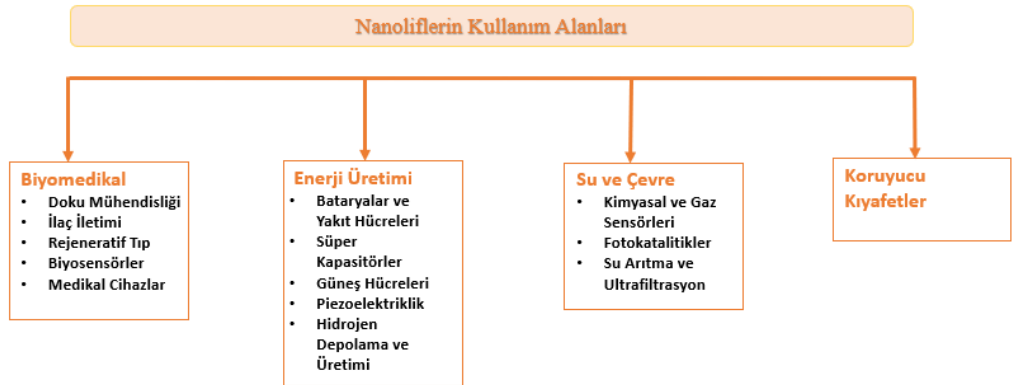 Nanoliflerin Kullanım Alanları
Biyomedikal
• Doku Mühendisliği
• İlaç İletimi
• Rejeneratif Tıp
• Biyosensörler
• Medikal Cihazlar
Enerji Üretimi
• Bataryalar ve
Yakıt Hücreleri
• Süper
Kapasitörler
• Güneş Hücreleri
• Piezoelektriklik
• Hidrojen
Depolama ve
Üretimi
Su ve Çevre
• Kimyasal ve Gaz
Sensörleri
• Fotokatalitikler
• Su Arıtma ve
Ultrafiltrasyon
Koruyucu
Kıyafetler